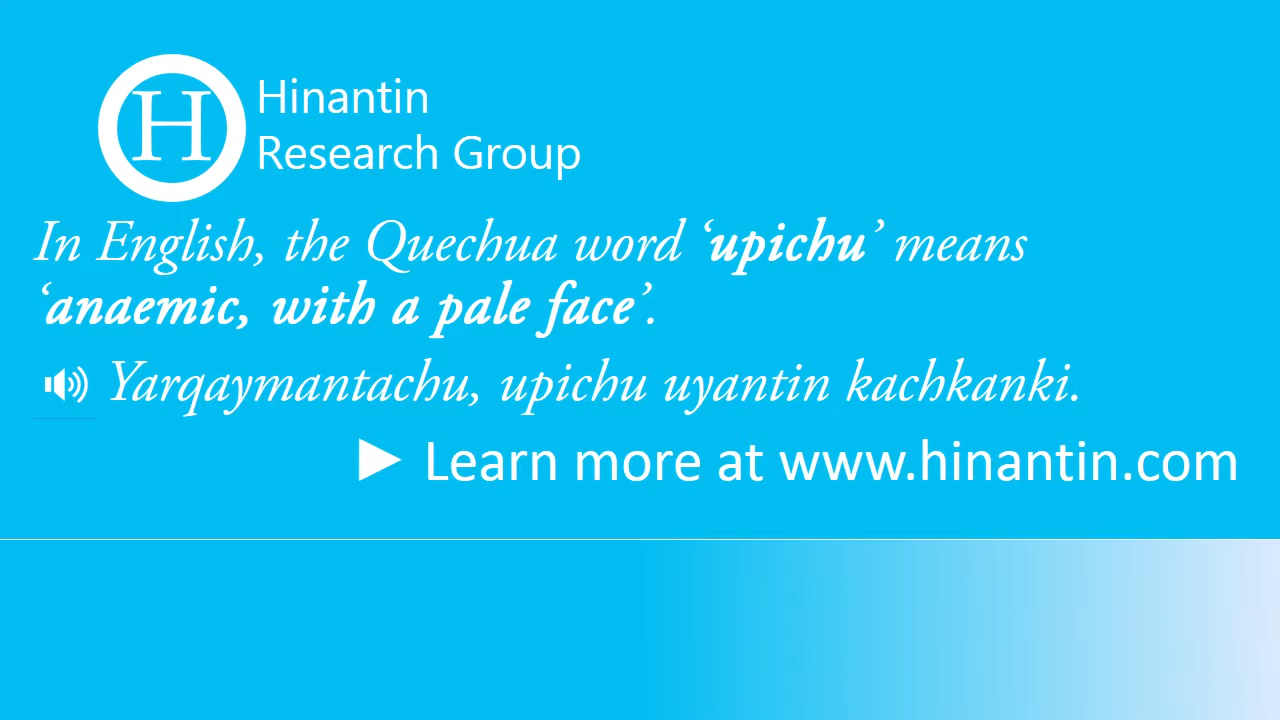 H
Hinantin
Research Group
In English, the Quechua word ‘upichu’ means
‘anaemic, with a pale face’.
Yarqaymantachu, upichu uyantin kachkanki.
► Learn more at www.hinantin.com